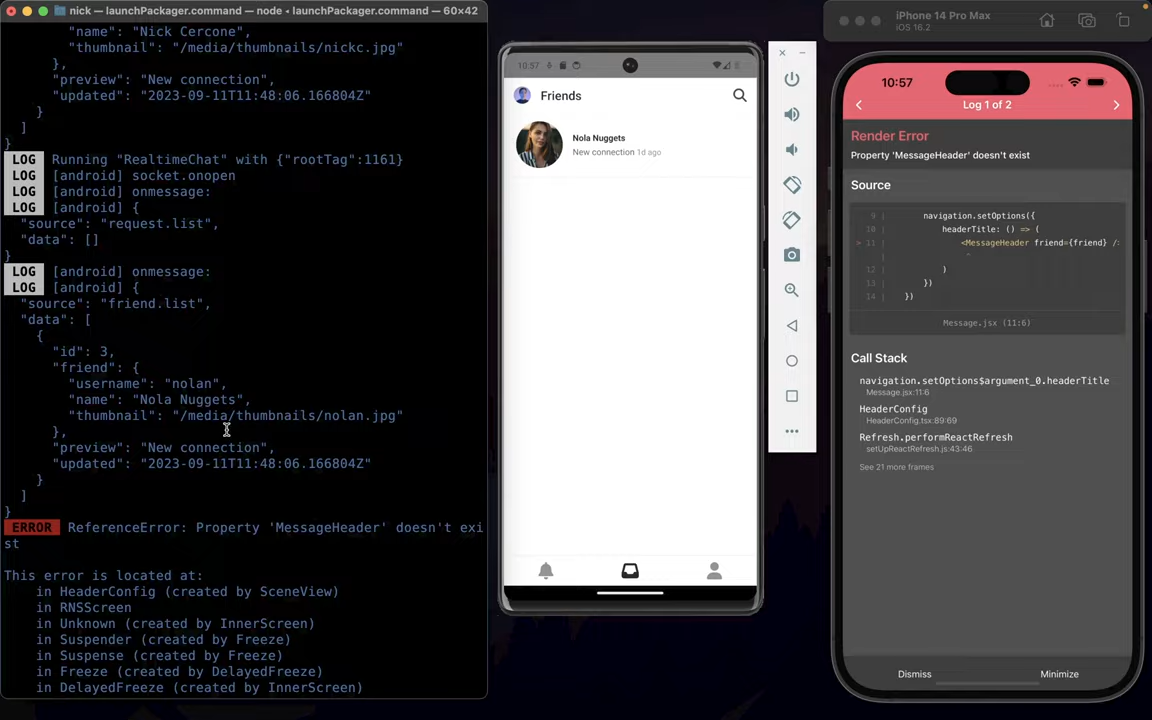 nick — launchPackager.command — node ◂ launchPackager.command — 60×42
"name": "Nick Cercone",
"thumbnail": "/media/thumbnails/nickc.jpg"
},
"preview": "New connection",
"updated": "2023-09-11T11:48:06.166804Z"
}
]
}
LOG Running "RealtimeChat" with {"rootTag":1161}
LOG [android] socket.onopen
LOG [android] onmessage:
LOG [android] {
"source": "request.list",
"data": []
}
LOG [android] onmessage:
LOG [android] {
"source": "friend.list",
"data": [
{
"id": 3,
"friend": {
"username": "nolan",
"name": "Nola Nuggets",
"thumbnail": "/media/thumbnails/nolan.jpg"
},
"preview": "New connection",
"updated": "2023-09-11T11:48:06.166804Z"
}
]
}
ERROR ReferenceError: Property 'MessageHeader' doesn't exi
st
This error is located at:
in HeaderConfig (created by SceneView)
in RNSScreen
in Unknown (created by InnerScreen)
in Suspender (created by Freeze)
in Suspense (created by Freeze)
in Freeze (created by DelayedFreeze)
in DelayedFreeze (created by InnerScreen)
10:57
Friends
Nola Nuggets
New connection 1d ago
iPhone 14 Pro Max
iOS 16.2
10:57
Log 1 of 2
Render Error
Property 'MessageHeader' doesn't exist
Source
9 | navigation.setOptions({
10 | headerTitle: () => (
> 11 | <MessageHeader friend={friend} />
| ^
12 | )
13 | })
14 | })
Message.jsx (11:6)
Call Stack
navigation.setOptions$argument_0.headerTitle
Message.jsx:11:6
HeaderConfig
HeaderConfig.tsx:89:69
Refresh.performReactRefresh
setUpReactRefresh.js:43:46
See 21 more frames
Dismiss
Minimize